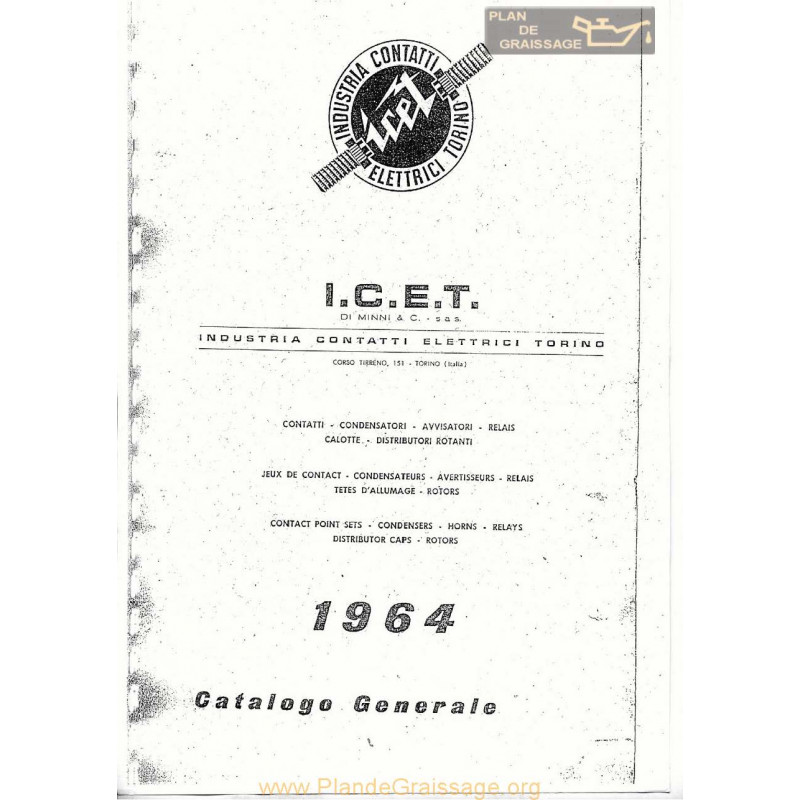 PLAN
DE
GRAISSAGE
INDUSTRIA CONTATTI
icet
ELETTRICI TORINO
I.C.E.T.
DI MINNI & C. - s a s.
INDUSTRIA CONTATTI ELETTRICI TORINO
CORSO TIRRENO, 151 - TORINO (Italia)
CONTATTI - CONDENSATORI - AVVISATORI - RELAIS
CALOTTE - DISTRIBUTORI ROTANTI
JEUX DE CONTACT - CONDENSATEURS - AVERTISSEURS - RELAIS
TETES D'ALLUMAGE - ROTORS
CONTACT POINT SETS - CONDENSERS - HORNS - RELAYS
DISTRIBUTOR CAPS - ROTORS
1964
Catalogo Generale
www.PlandeGraissage.org